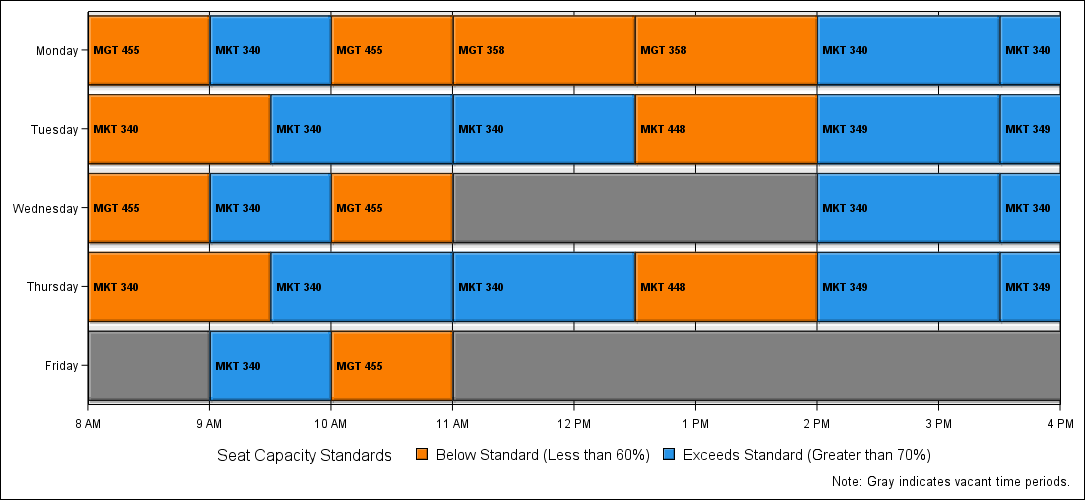 Monday MGT 455 MKT 340 MGT 455 MGT 358 MGT 358 MKT 340 MKT 340
Tuesday MKT 340 MKT 340 MKT 340 MKT 448 MKT 349 MKT 349
Wednesday MGT 455 MKT 340 MGT 455 MKT 340 MKT 340
Thursday MKT 340 MKT 340 MKT 340 MKT 448 MKT 349 MKT 349
Friday MKT 340 MGT 455
8 AM 9 AM 10 AM 11 AM 12 PM 1 PM 2 PM 3 PM 4 PM
Seat Capacity Standards Below Standard (Less than 60%) Exceeds Standard (Greater than 70%)
Note: Gray indicates vacant time periods.